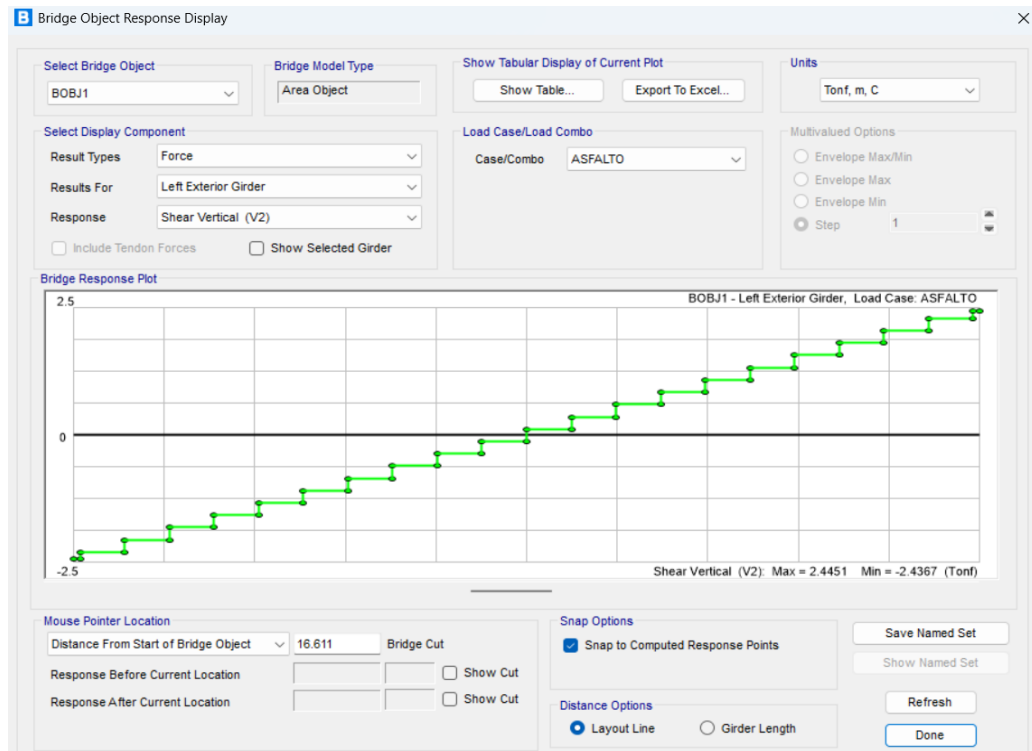 B Bridge Object Response Display
Select Bridge Object
BOBJ1
Bridge Model Type
Area Object
Show Tabular Display of Current Plot
Show Table...
Export To Excel...
Units
Tonf, m, C
Select Display Component
Result Types
Force
Results For
Left Exterior Girder
Response
Shear Vertical (V2)
Include Tendon Forces
Show Selected Girder
Load Case/Load Combo
Case/Combo
ASFALTO
Multivalued Options
Envelope Max/Min
Envelope Max
Envelope Min
Step
1
Bridge Response Plot
2.5
BOBJ1 - Left Exterior Girder, Load Case: ASFALTO
0
-2.5
Shear Vertical (V2): Max = 2.4451 Min = -2.4367 (Tonf)
Mouse Pointer Location
Distance From Start of Bridge Object
16.611
Bridge Cut
Response Before Current Location
Show Cut
Response After Current Location
Show Cut
Snap Options
Snap to Computed Response Points
Distance Options
Layout Line
Girder Length
Save Named Set
Show Named Set
Refresh
Done